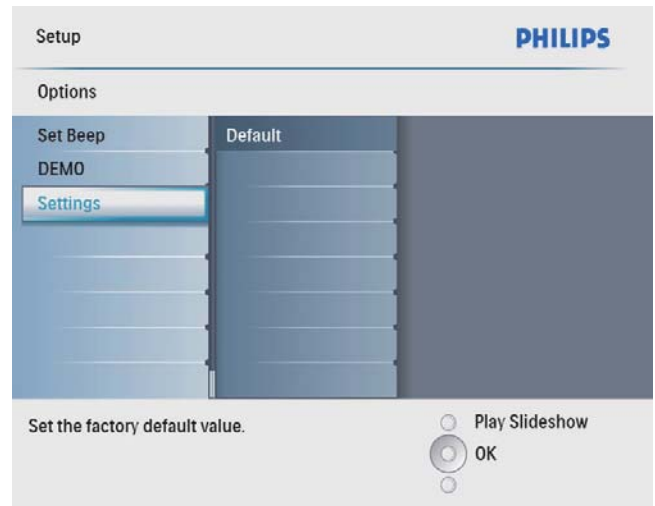 Setup
PHILIPS
Options
Set Beep
Default
DEMO
Settings
Set the factory default value.
Play Slideshow
OK